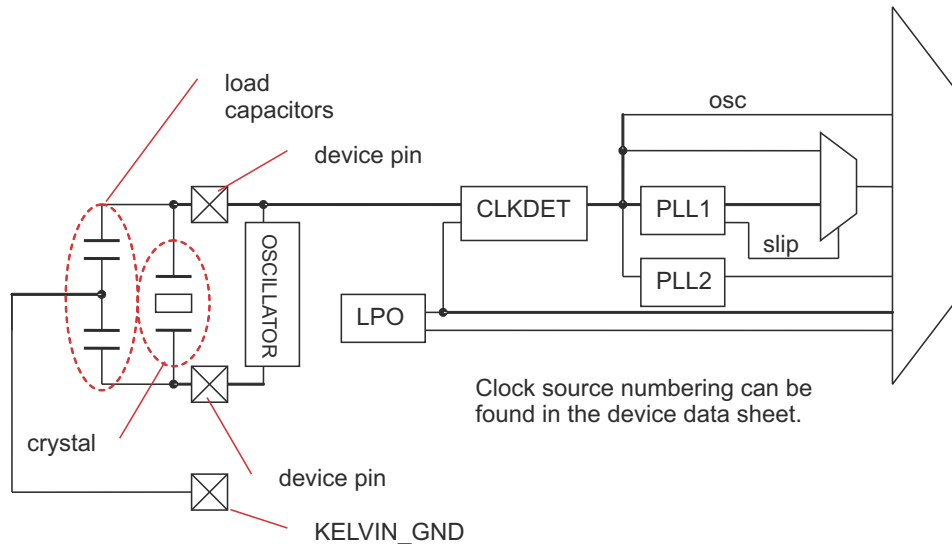 load
capacitors
osc
device pin
CLKDET
PLL1
OSCILLATOR
slip
PLL2
LPO
Clock source numbering can be
found in the device data sheet.
crystal
device pin
KELVIN_GND